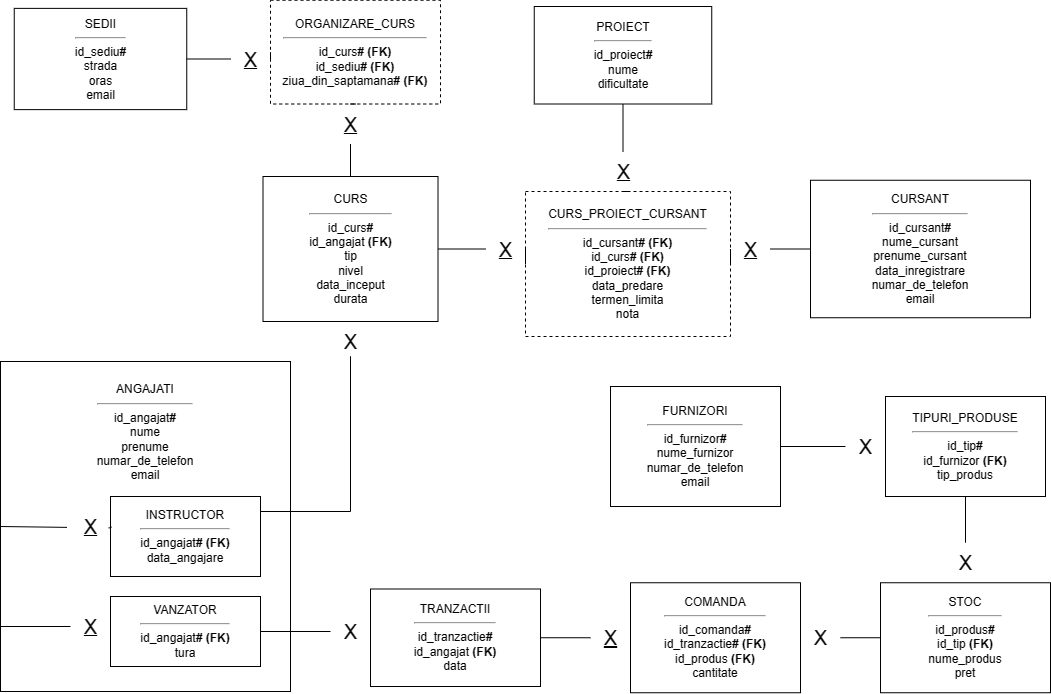 SEDII
id_sediu#
strada
oras
email
X
ORGANIZARE_CURS
id_curs# (FK)
id_sediu# (FK)
ziua_din_saptamana# (FK)
X
PROIECT
id_proiect#
nume
dificultate
X
CURS
id_curs#
id_angajat (FK)
tip
nivel
data_inceput
durata
X
CURS_PROIECT_CURSANT
id_cursant# (FK)
id_curs# (FK)
id_proiect# (FK)
data_predare
termen_limita
nota
X
CURSANT
id_cursant#
nume_cursant
prenume_cursant
data_inregistrare
numar_de_telefon
email
X
ANGAJATI
id_angajat#
nume
prenume
numar_de_telefon
email
X
INSTRUCTOR
id_angajat# (FK)
data_angajare
X
VANZATOR
id_angajat# (FK)
tura
X
FURNIZORI
id_furnizor#
nume_furnizor
numar_de_telefon
email
X
TIPURI_PRODUSE
id_tip#
id_furnizor (FK)
tip_produs
X
TRANZACTII
id_tranzactie#
id_angajat (FK)
data
X
COMANDA
id_comanda#
id_tranzactie# (FK)
id_produs (FK)
cantitate
X
STOC
id_produs#
id_tip (FK)
nume_produs
pret